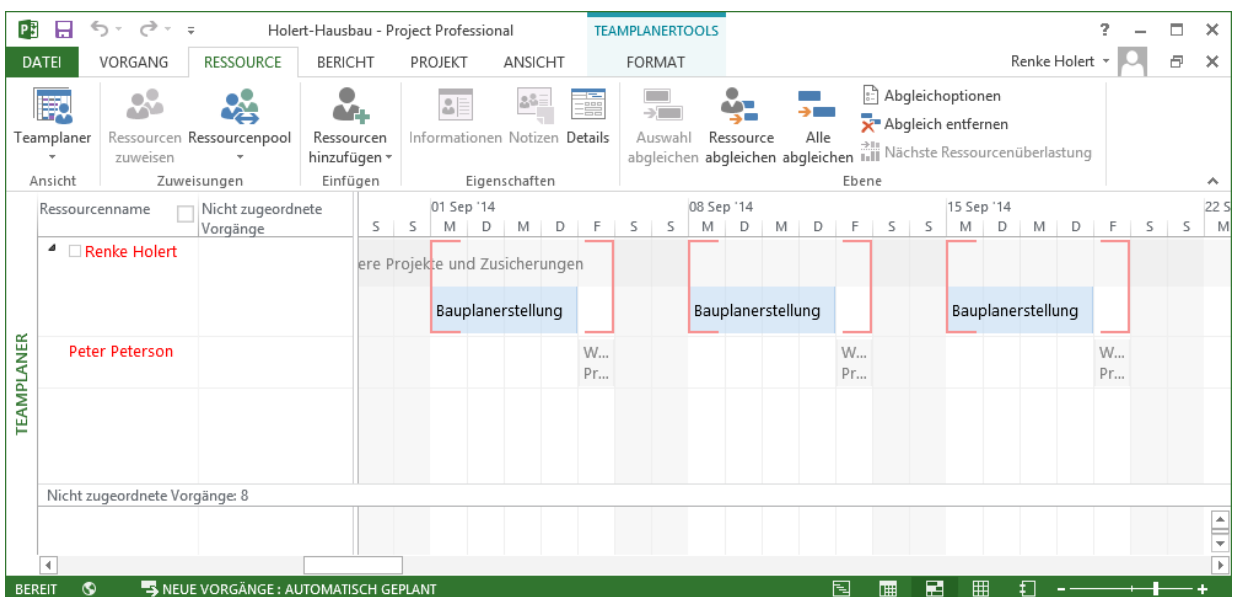 Holert-Hausbau - Project Professional
TEAMPLANERTOOLS
?
DATEI VORGANG RESSOURCE BERICHT PROJEKT ANSICHT FORMAT Renke Holert
Teamplaner
Ressourcen zuweisen
Ressourcenpool
Ressourcen hinzufügen
Informationen Notizen Details
Auswahl abgleichen
Ressource abgleichen
Alle abgleichen
Abgleichoptionen
Abgleich entfernen
Nächste Ressourcenüberlastung
Ansicht Zuweisungen Einfügen Eigenschaften Ebene
Ressourcenname
Nicht zugeordnete
Vorgänge
01 Sep '14 08 Sep '14 15 Sep '14 22 S
S S M D M D F S S M D M D F S S M D M D F S S M
Renke Holert
ere Projekte und Zusicherungen
Bauplanerstellung Bauplanerstellung Bauplanerstellung
Peter Peterson
W... W... W...
Pr... Pr... Pr...
TEAMPLANER
Nicht zugeordnete Vorgänge: 8
BEREIT NEUE VORGÄNGE : AUTOMATISCH GEPLANT